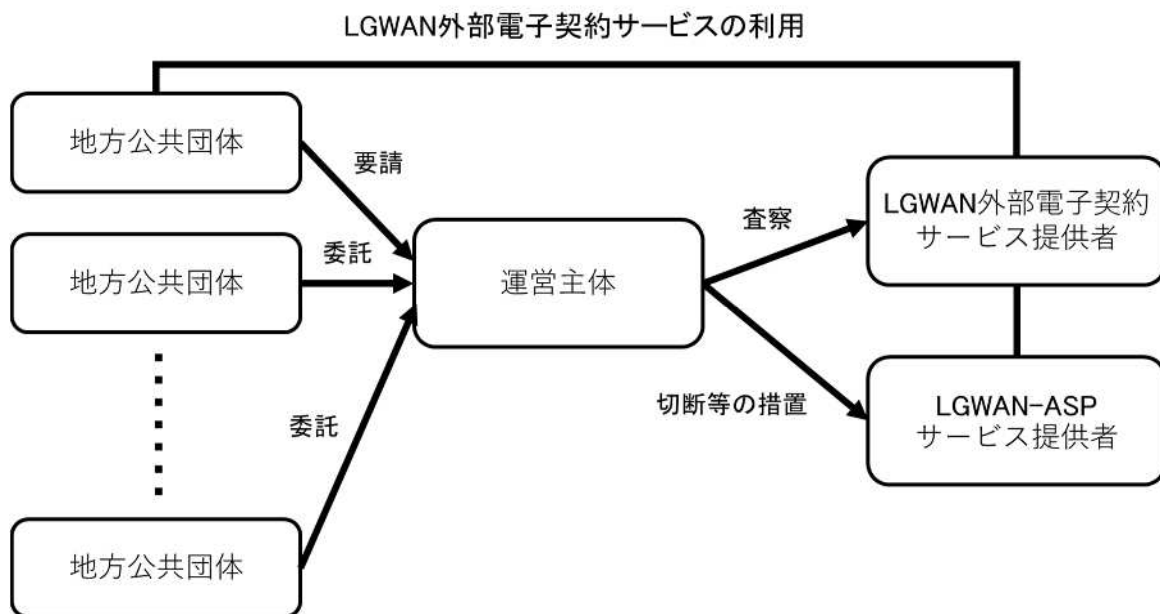 LGWAN外部電子契約サービスの利用
地方公共団体
要請
地方公共団体
委託
運営主体
査察
LGWAN外部電子契約
サービス提供者
切断等の措置
LGWAN-ASP
サービス提供者
委託
地方公共団体